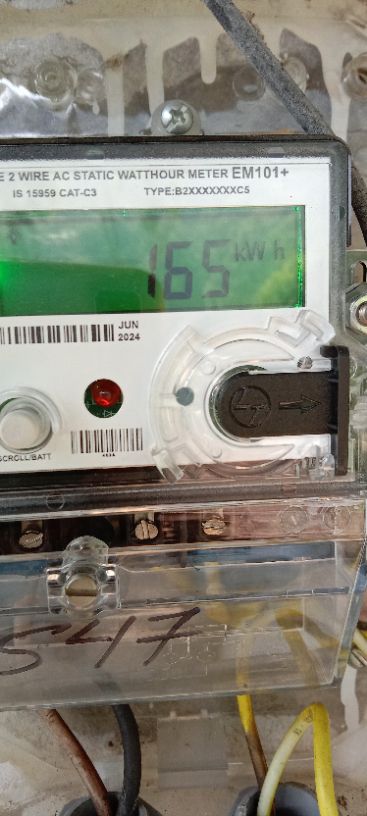 E 2 WIRE AC STATIC WATTHOUR METER EM101+
IS 15959 CAT-C3 TYPE:B2XXXXXXXC5
165 kWh
JUN
2024
SCROLL/BATT
S47